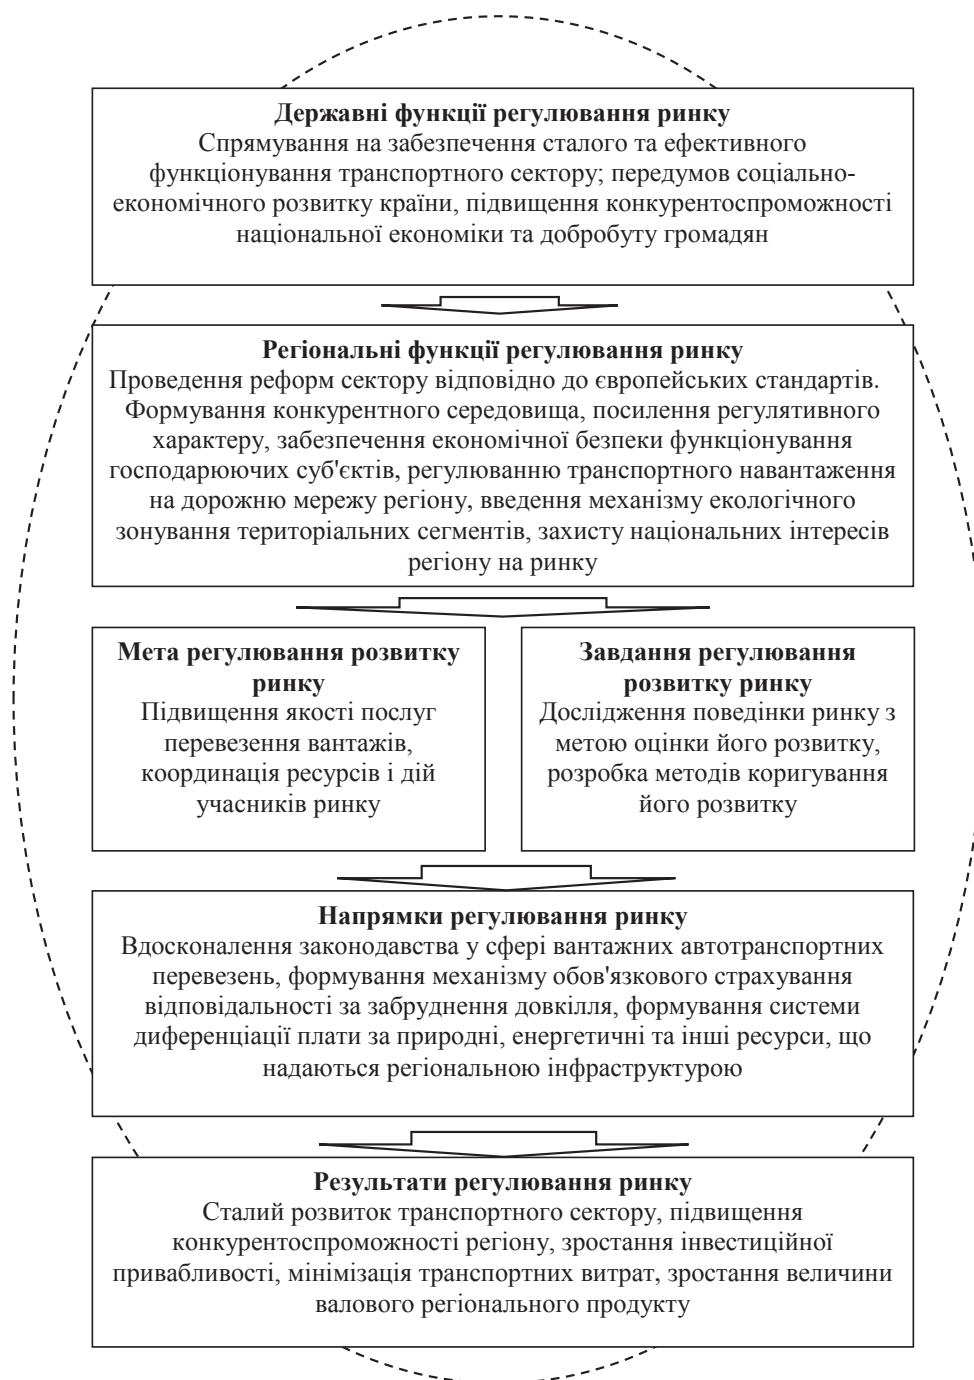 Державні функції регулювання ринку
Спрямування на забезпечення сталого та ефективного
функціонування транспортного сектору; передумов соціально-
економічного розвитку країни, підвищення конкурентоспроможності
національної економіки та добробуту громадян
Регіональні функції регулювання ринку
Проведення реформ сектору відповідно до європейських стандартів.
Формування конкурентного середовища, посилення регулятивного
характеру, забезпечення економічної безпеки функціонування
господарюючих суб'єктів, регулюванню транспортного навантаження
на дорожню мережу регіону, введення механізму екологічного
зонування територіальних сегментів, захисту національних інтересів
регіону на ринку
Мета регулювання розвитку
ринку
Підвищення якості послуг
перевезення вантажів,
координація ресурсів і дій
учасників ринку
Завдання регулювання
розвитку ринку
Дослідження поведінки ринку з
метою оцінки його розвитку,
розробка методів коригування
його розвитку
Напрямки регулювання ринку
Вдосконалення законодавства у сфері вантажних автотранспортних
перевезень, формування механізму обов'язкового страхування
відповідальності за забруднення довкілля, формування системи
диференціації плати за природні, енергетичні та інші ресурси, що
надаються регіональною інфраструктурою
Результати регулювання ринку
Сталий розвиток транспортного сектору, підвищення
конкурентоспроможності регіону, зростання інвестиційної
привабливості, мінімізація транспортних витрат, зростання величини
валового регіонального продукту